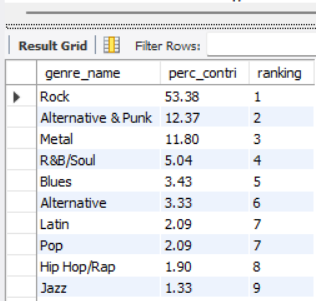 Result Grid Filter Rows:
genre_name perc_contri ranking
Rock 53.38 1
Alternative & Punk 12.37 2
Metal 11.80 3
R&B/Soul 5.04 4
Blues 3.43 5
Alternative 3.33 6
Latin 2.09 7
Pop 2.09 7
Hip Hop/Rap 1.90 8
Jazz 1.33 9